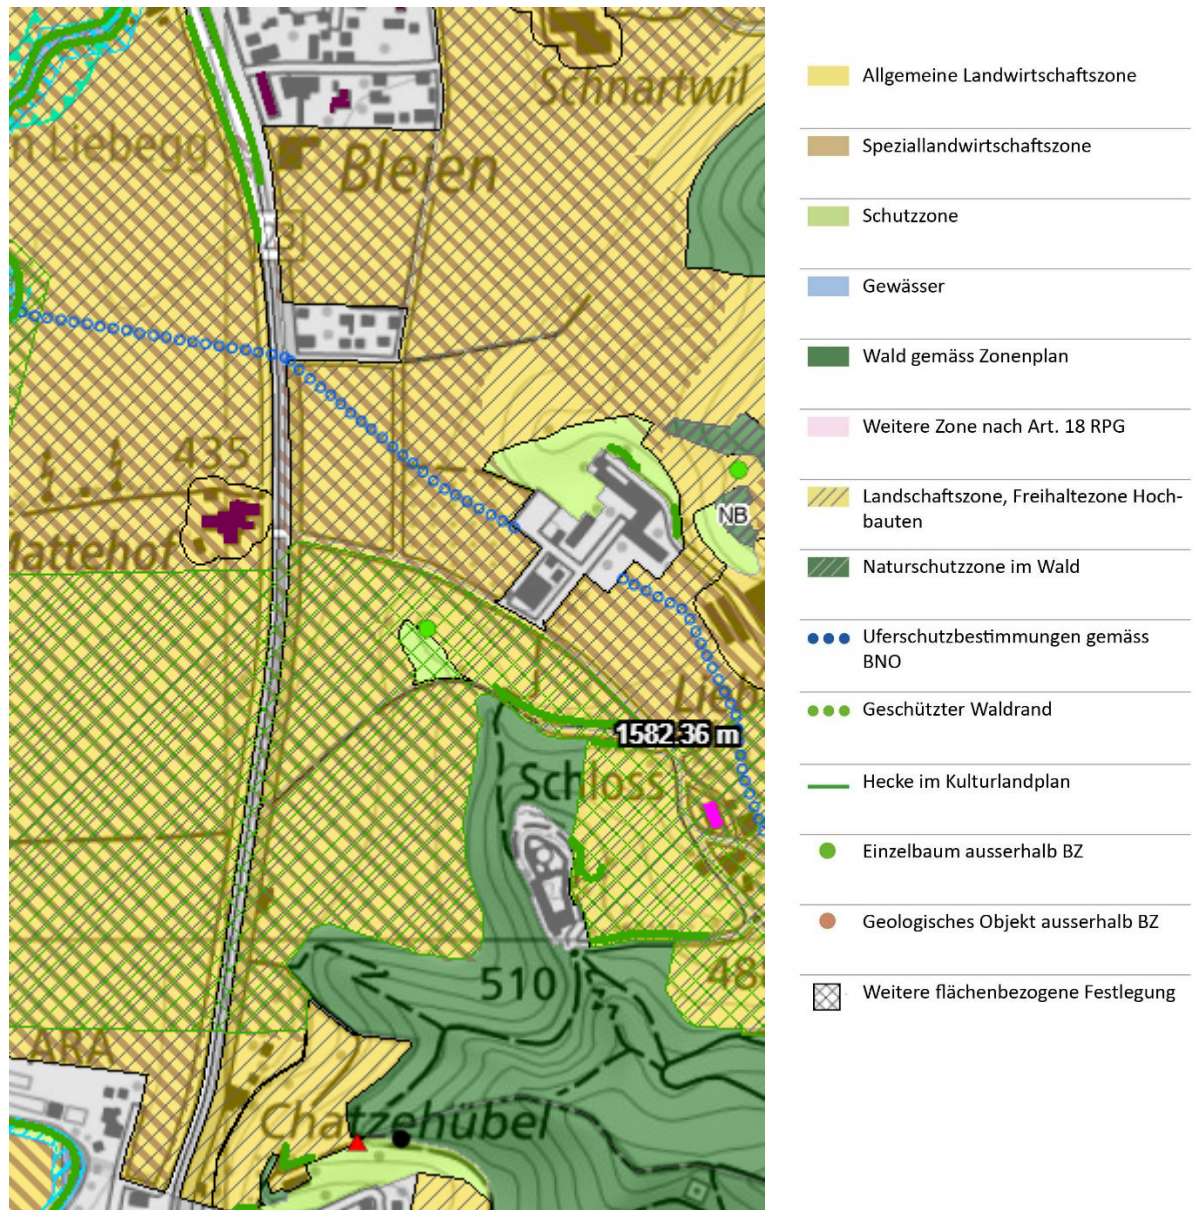 Schnartwil
n Liebegg
Bleien
23
435
Mattehof
NB
Lieb
1582.36 m
Schloss
510
48
ARA
Chatzehübel
Allgemeine Landwirtschaftszone
Speziallandwirtschaftszone
Schutzzone
Gewässer
Wald gemäss Zonenplan
Weitere Zone nach Art. 18 RPG
Landschaftszone, Freihaltezone Hoch-
bauten
Naturschutzzone im Wald
Uferschutzbestimmungen gemäss
BNO
Geschützter Waldrand
Hecke im Kulturlandplan
Einzelbaum ausserhalb BZ
Geologisches Objekt ausserhalb BZ
Weitere flächenbezogene Festlegung